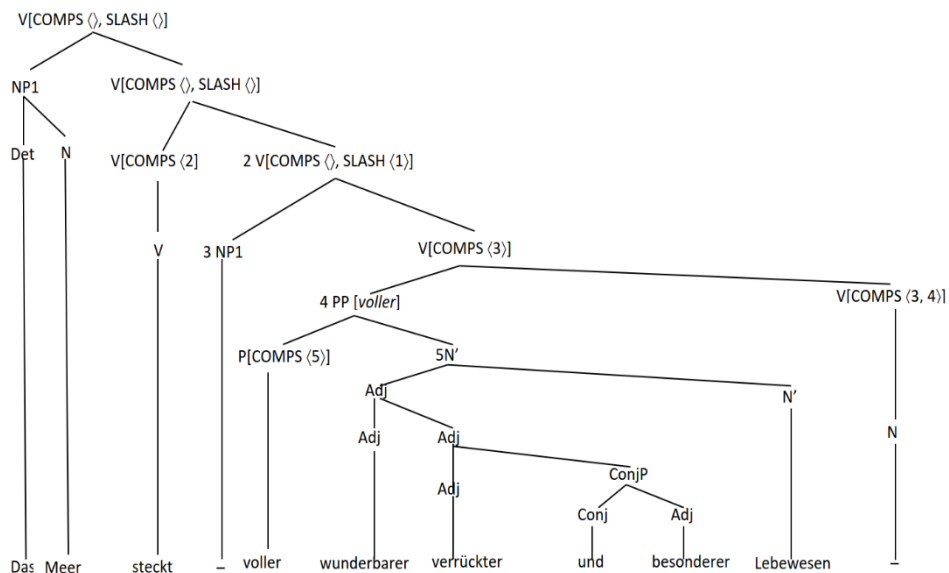 V[COMPS ⟨⟩, SLASH ⟨⟩]
NP1 V[COMPS ⟨⟩, SLASH ⟨⟩]
Det N V[COMPS ⟨2] 2 V[COMPS ⟨⟩, SLASH ⟨1⟩]
V 3 NP1 V[COMPS ⟨3⟩]
4 PP [voller] V[COMPS ⟨3, 4⟩]
P[COMPS ⟨5⟩] 5N’
Adj N’
Adj Adj N
ConjP
Adj
Conj Adj
Das Meer steckt – voller wunderbarer verrückter und besonderer Lebewesen –